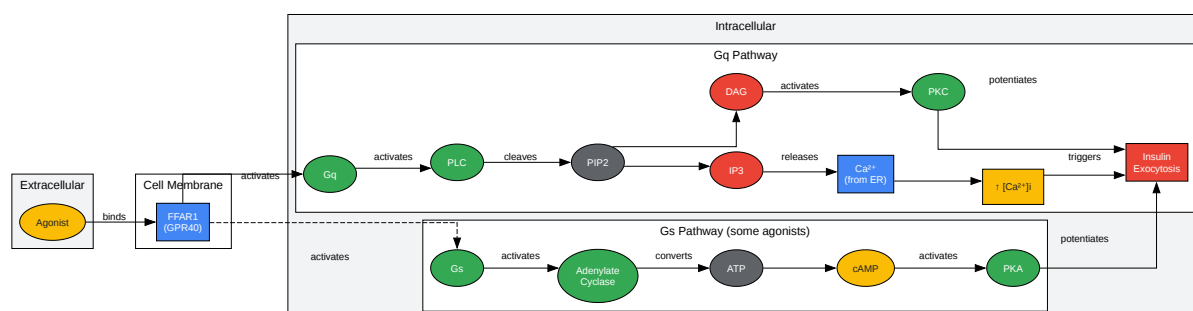 Intracellular
Gq Pathway
DAG
activates
PKC
potentiates
Gq
activates
PLC
cleaves
PIP2
IP3
releases
Ca²⁺
(from ER)
↑ [Ca²⁺]i
triggers
Insulin
Exocytosis
Extracellular
Agonist
binds
Cell Membrane
FFAR1
(GPR40)
activates
Gs Pathway (some agonists)
activates
Gs
activates
Adenylate
Cyclase
converts
ATP
cAMP
activates
PKA
potentiates